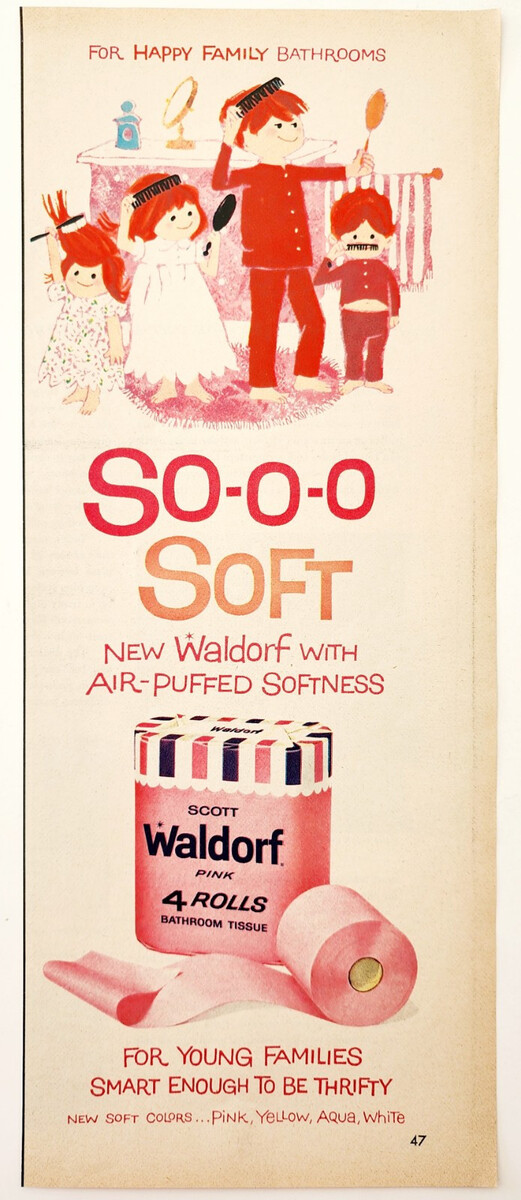 FOR HAPPY FAMILY BATHROOMS
SO-O-O
SOFT
NEW Waldorf WITH
AIR-PUFFED SOFTNESS
Waldorf
SCOTT
Waldorf
PINK
4 ROLLS
BATHROOM TISSUE
FOR YOUNG FAMILIES
SMART ENOUGH TO BE THRIFTY
NEW SOFT COLORS...PINK, YELLOW, AQUA, WHITE
47